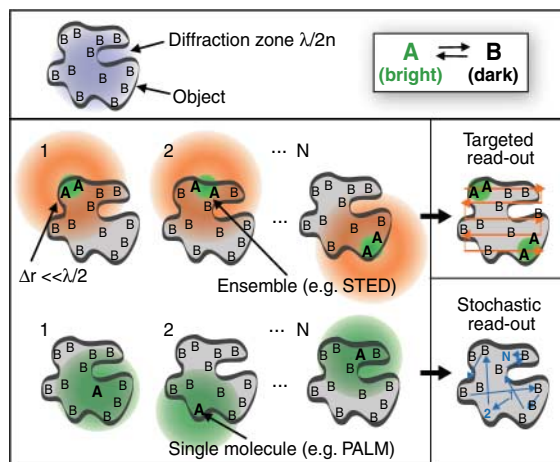 Diffraction zone λ/2n
Object
A ⇌ B
(bright) (dark)
B B B B B B B B B B B B B
1 2 ··· N
Targeted
read-out
A A B B B B B B B B B B
A A B B B B B B B B B
B B B B B B B B A A
A A B B B B B B B A A
Δr <<λ/2
Ensemble (e.g. STED)
1 2 ··· N
Stochastic
read-out
B B B B B B A B B B B B
B B B B B B B B B B A
B B A B B B B B B B B
B B N B B B B 2
Single molecule (e.g. PALM)